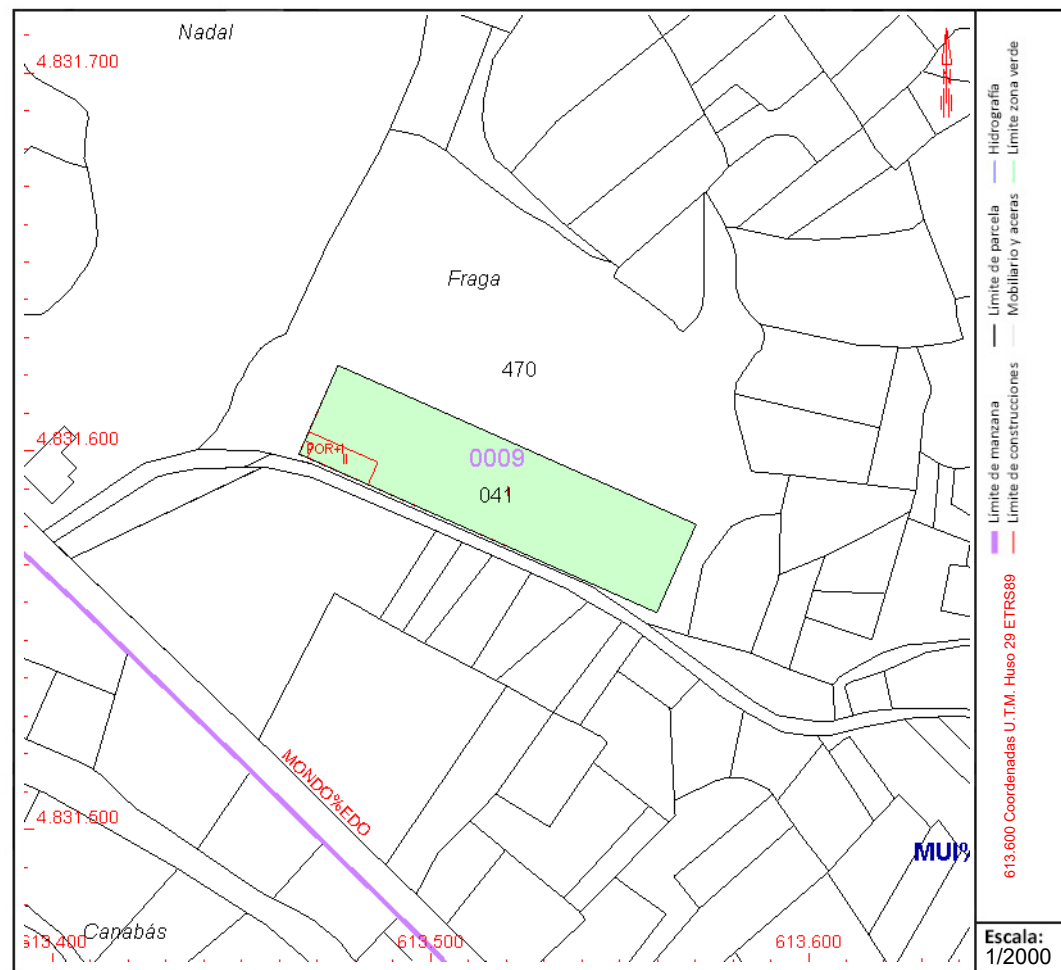 Nadal
4.831.700
Fraga
470
4.831.600
POR+I
II
0009
041
I
MONDO%EDO
4.831.500
MUI%
Canabás
613.400
613.500
613.600
Hidrografía
Límite zona verde
Límite de parcela
Mobiliario y aceras
Límite de manzana
Límite de construcciones
613.600 Coordenadas U.T.M. Huso 29 ETRS89
Escala:
1/2000